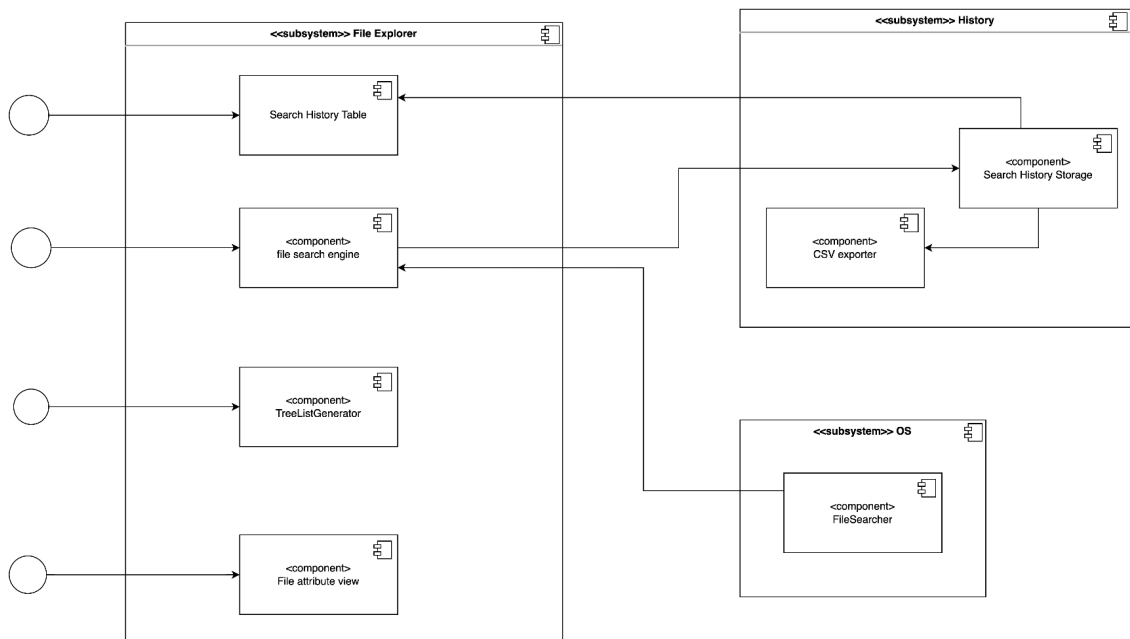 <<subsystem>> File Explorer
Search History Table
<component>
file search engine
<component>
TreeListGenerator
<component>
File attribute view
<<subsystem>> History
<component>
Search History Storage
<component>
CSV exporter
<<subsystem>> OS
<component>
FileSearcher